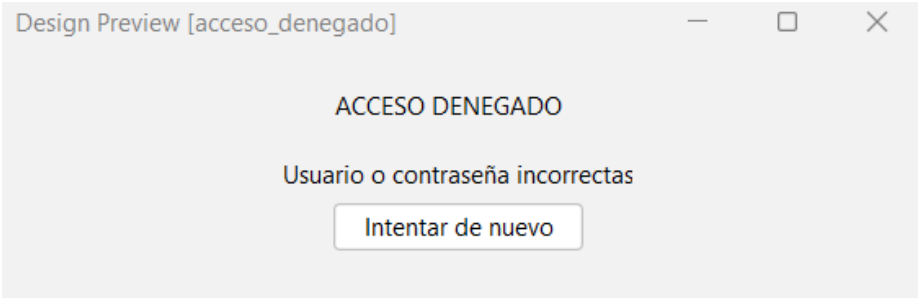 Design Preview [acceso_denegado]
ACCESO DENEGADO
Usuario o contraseña incorrectas
Intentar de nuevo